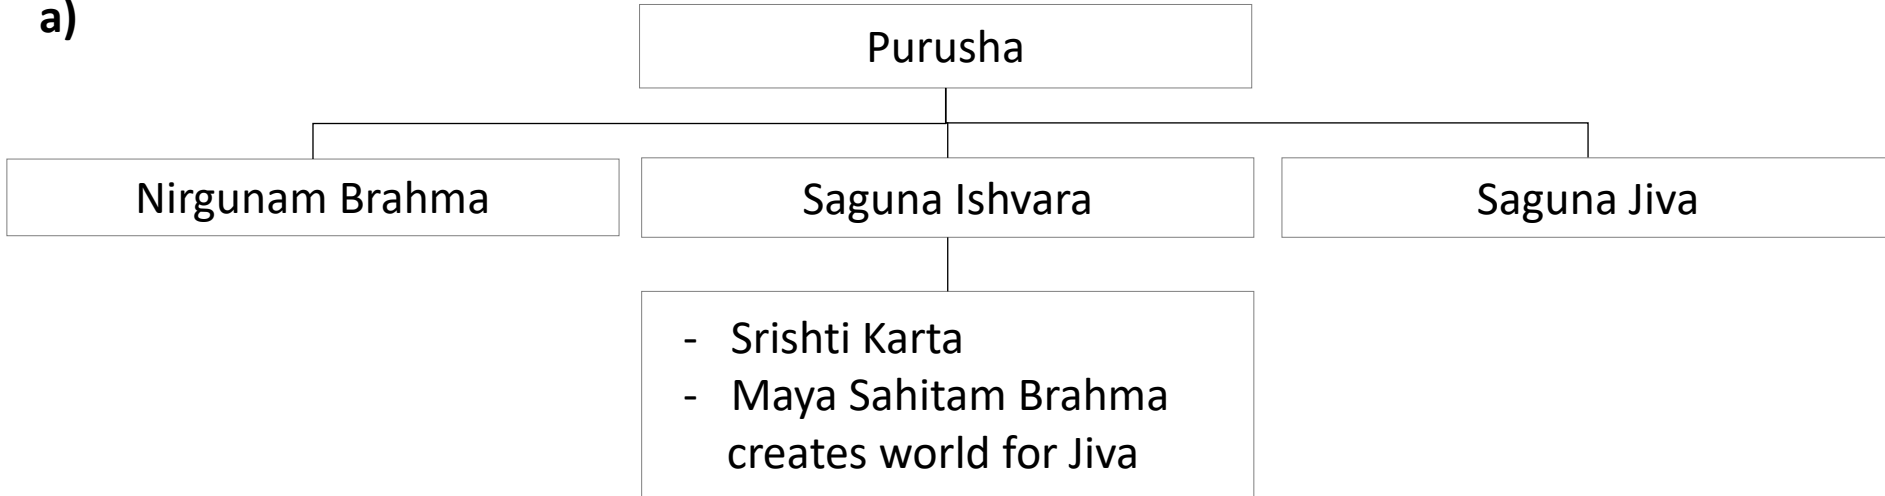 a)
Purusha
Nirgunam Brahma
Saguna Ishvara
Saguna Jiva
- Srishti Karta
- Maya Sahitam Brahma
creates world for Jiva